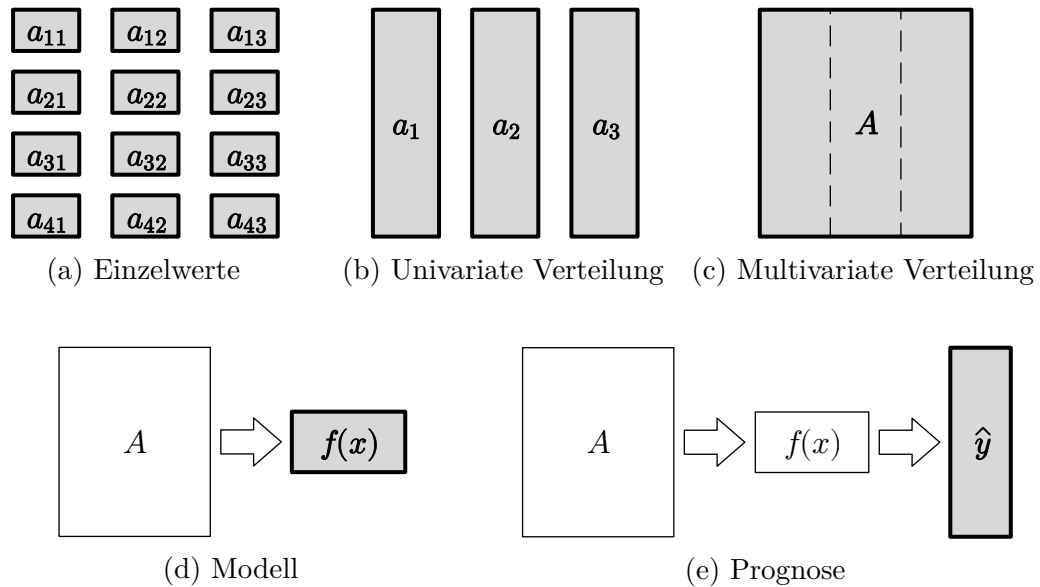 a₁₁ a₁₂ a₁₃
a₂₁ a₂₂ a₂₃
a₃₁ a₃₂ a₃₃
a₄₁ a₄₂ a₄₃
(a) Einzelwerte
a₁ a₂ a₃
(b) Univariate Verteilung
A
(c) Multivariate Verteilung
A f(x)
(d) Modell
A f(x) ŷ
(e) Prognose